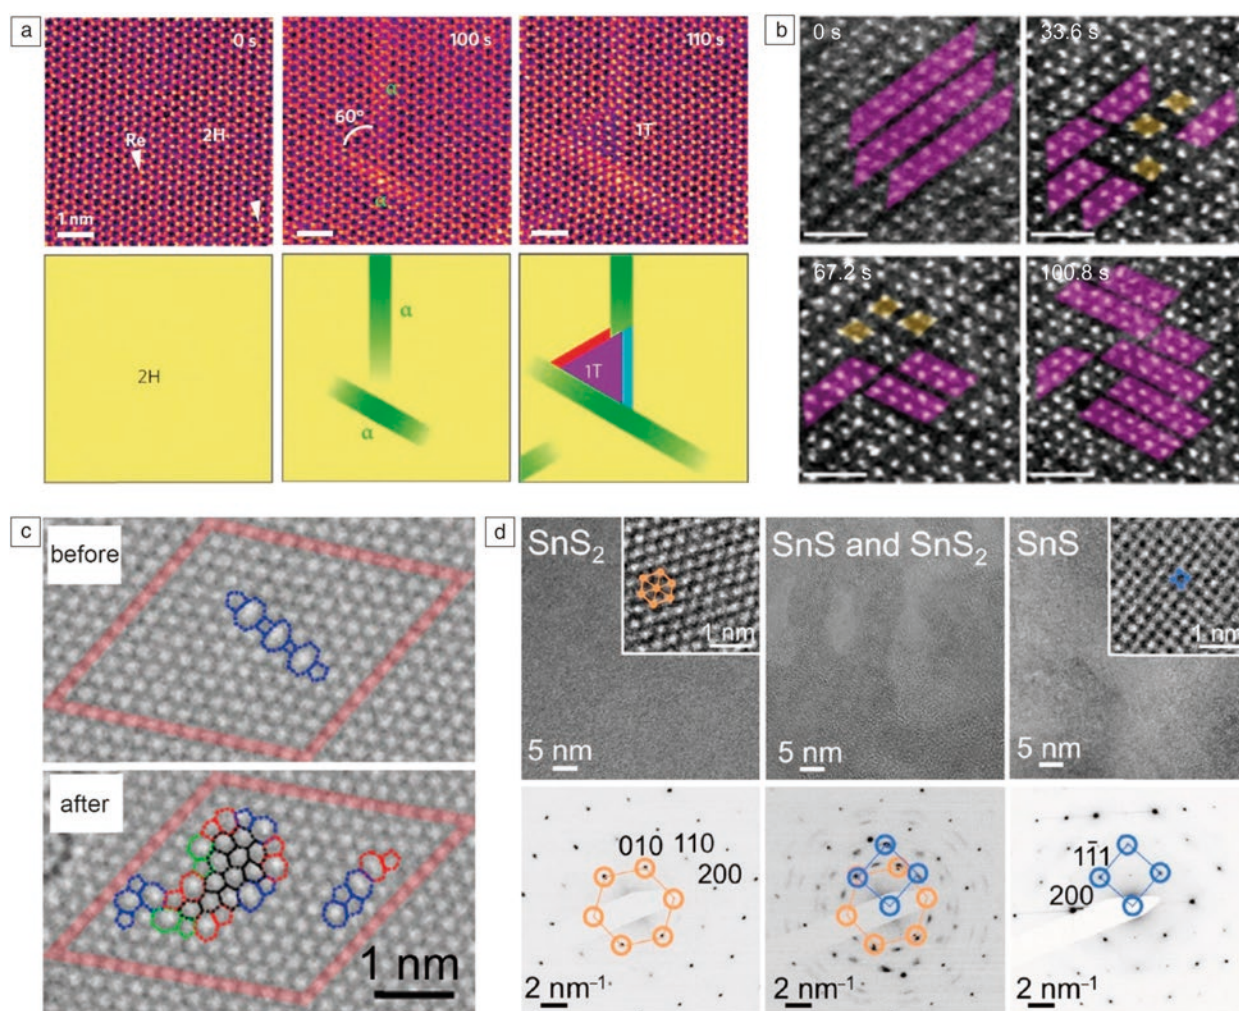 a
0 s
Re
2H
1 nm
100 s
α
60°
α
110 s
1T
2H
α
α
1T
b
0 s
33.6 s
67.2 s
100.8 s
c
before
after
1 nm
d
SnS₂
1 nm
5 nm
SnS and SnS₂
5 nm
SnS
1 nm
5 nm
010 110
200
2 nm⁻¹
2 nm⁻¹
11̄1
200
2 nm⁻¹